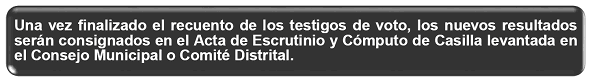 Una vez finalizado el recuento de los testigos de voto, los nuevos resultados
serán consignados en el Acta de Escrutinio y Cómputo de Casilla levantada en
el Consejo Municipal o Comité Distrital.